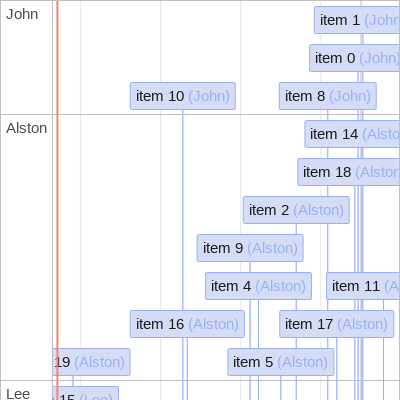 John
item 1 (John
item 0 (John)
item 10 (John)
item 8 (John)
Alston
item 14 (Alsto
item 18 (Alston
item 2 (Alston)
item 9 (Alston)
item 4 (Alston)
item 11 (A
item 16 (Alston)
item 17 (Alston)
19 (Alston)
item 5 (Alston)
Lee
15 (Lee)